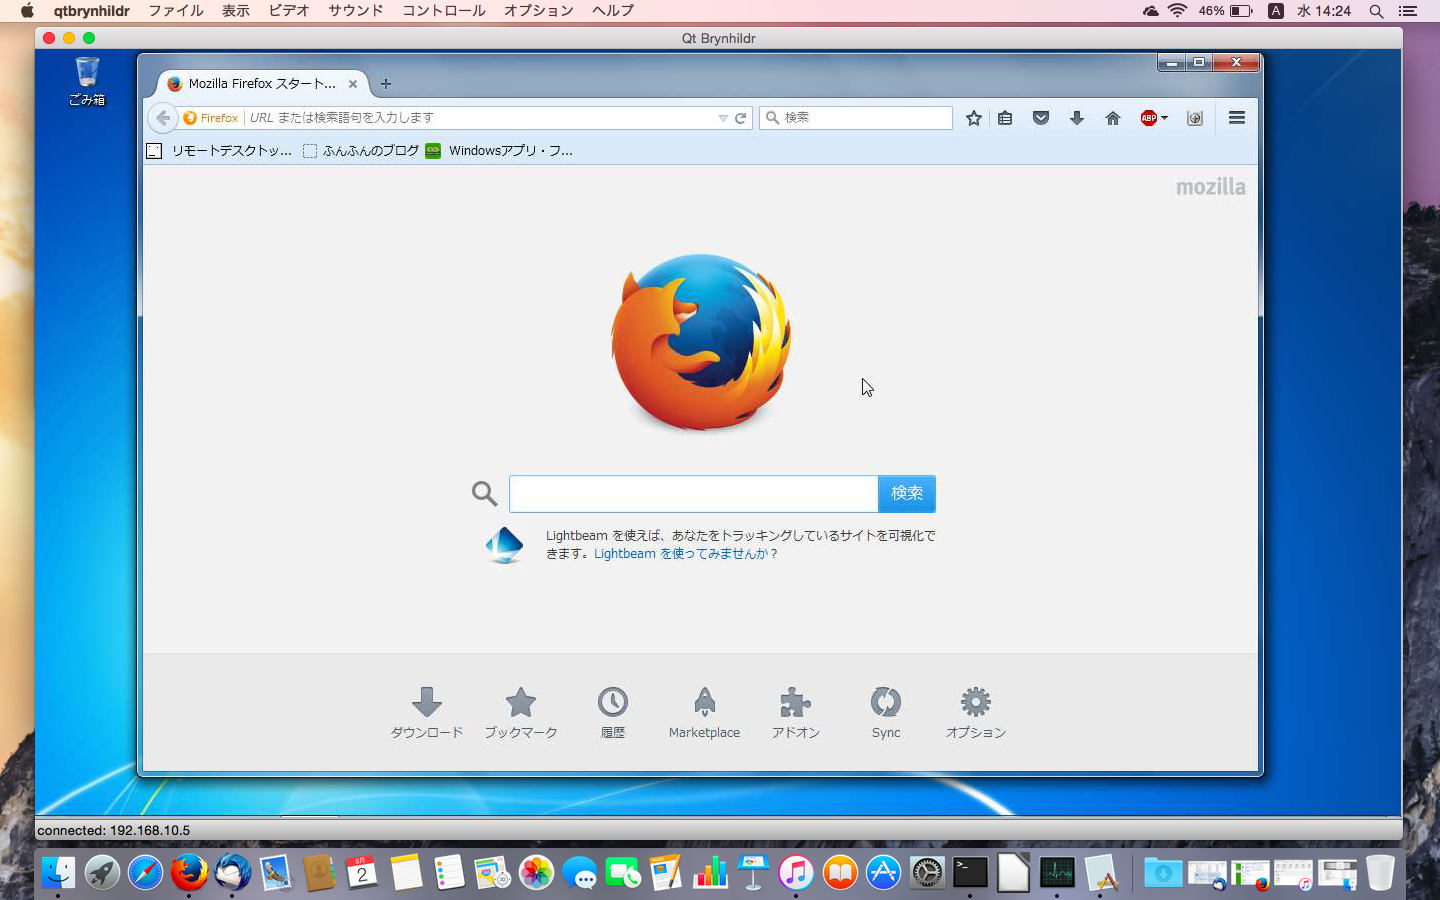 qtbrynhildr ファイル 表示 ビデオ サウンド コントロール オプション ヘルプ 46% A 水 14:24
Qt Brynhildr
ごみ箱
Mozilla Firefox スタート...
Firefox URL または検索語句を入力します 検索 ABP
リモートデスクトッ... ふんふんのブログ Windowsアプリ・フ...
mozilla
検索
Lightbeam を使えば、あなたをトラッキングしているサイトを可視化で
きます。Lightbeam を使ってみませんか？
ダウンロード ブックマーク 履歴 Marketplace アドオン Sync オプション
connected: 192.168.10.5
9月
2